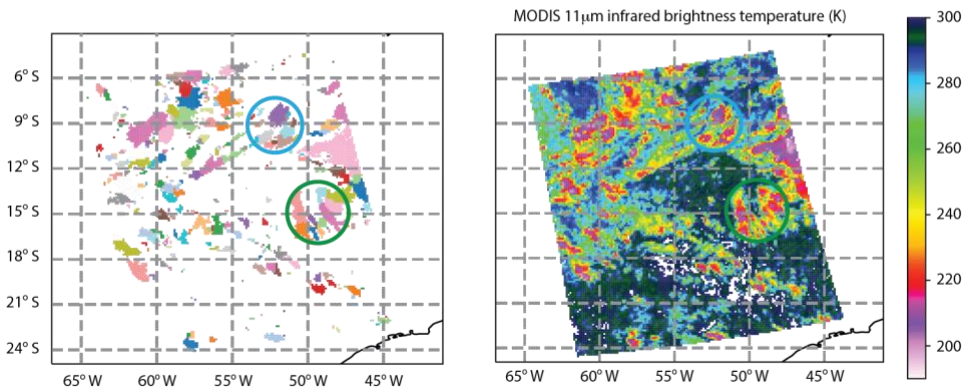 MODIS 11μm infrared brightness temperature (K)
6°S
9°S
12°S
15°S
18°S
21°S
24°S
65°W 60°W 55°W 50°W 45°W
65°W 60°W 55°W 50°W 45°W
300
280
260
240
220
200